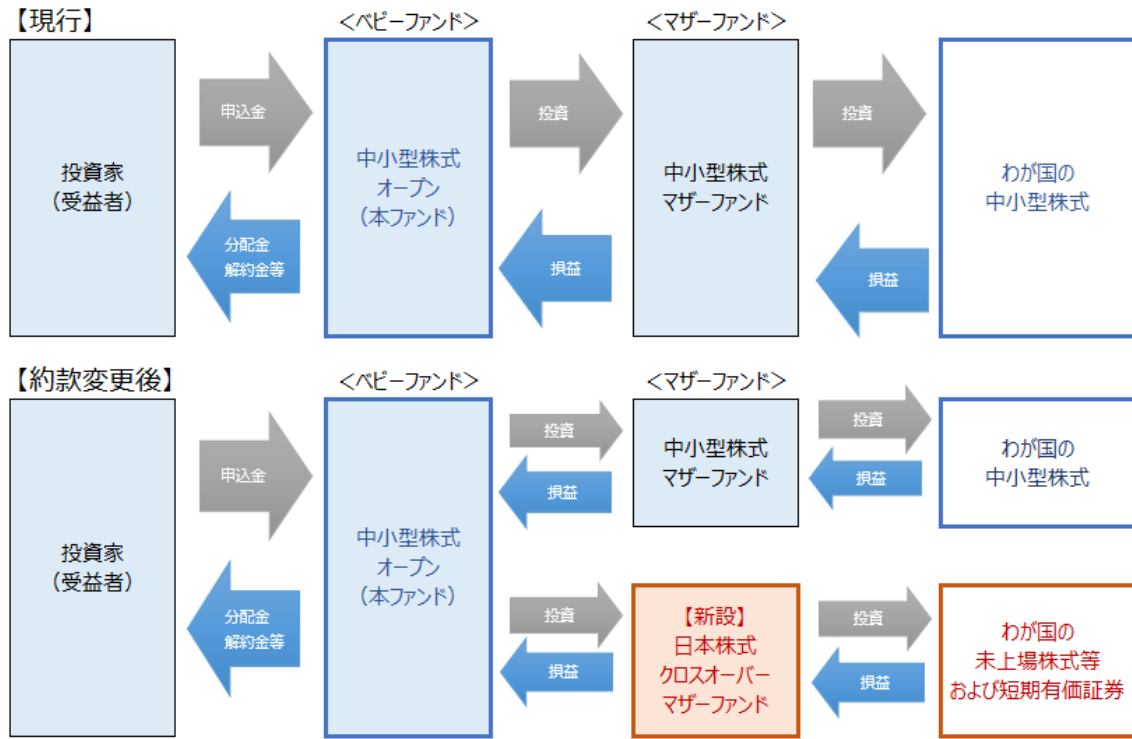 【現行】
＜ベビーファンド＞
＜マザーファンド＞
投資家
（受益者）
申込金
分配金
解約金等
中小型株式
オープン
（本ファンド）
投資
損益
中小型株式
マザーファンド
投資
損益
わが国の
中小型株式
【約款変更後】
＜ベビーファンド＞
＜マザーファンド＞
投資家
（受益者）
申込金
分配金
解約金等
中小型株式
オープン
（本ファンド）
投資
損益
中小型株式
マザーファンド
投資
損益
わが国の
中小型株式
投資
損益
【新設】
日本株式
クロスオーバー
マザーファンド
投資
損益
わが国の
未上場株式等
および短期有価証券